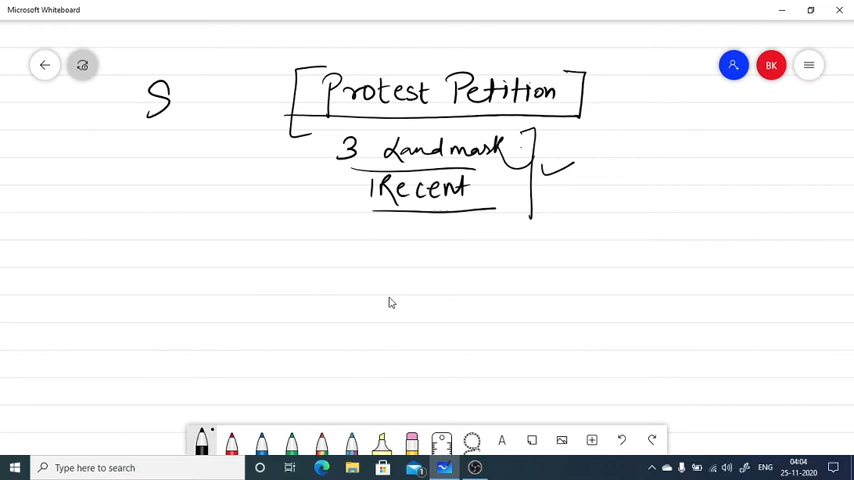 Microsoft Whiteboard
BK
S
Protest Petition
3 Landmark
1 Recent
A
1
Type here to search
ENG
04:04
25-11-2020